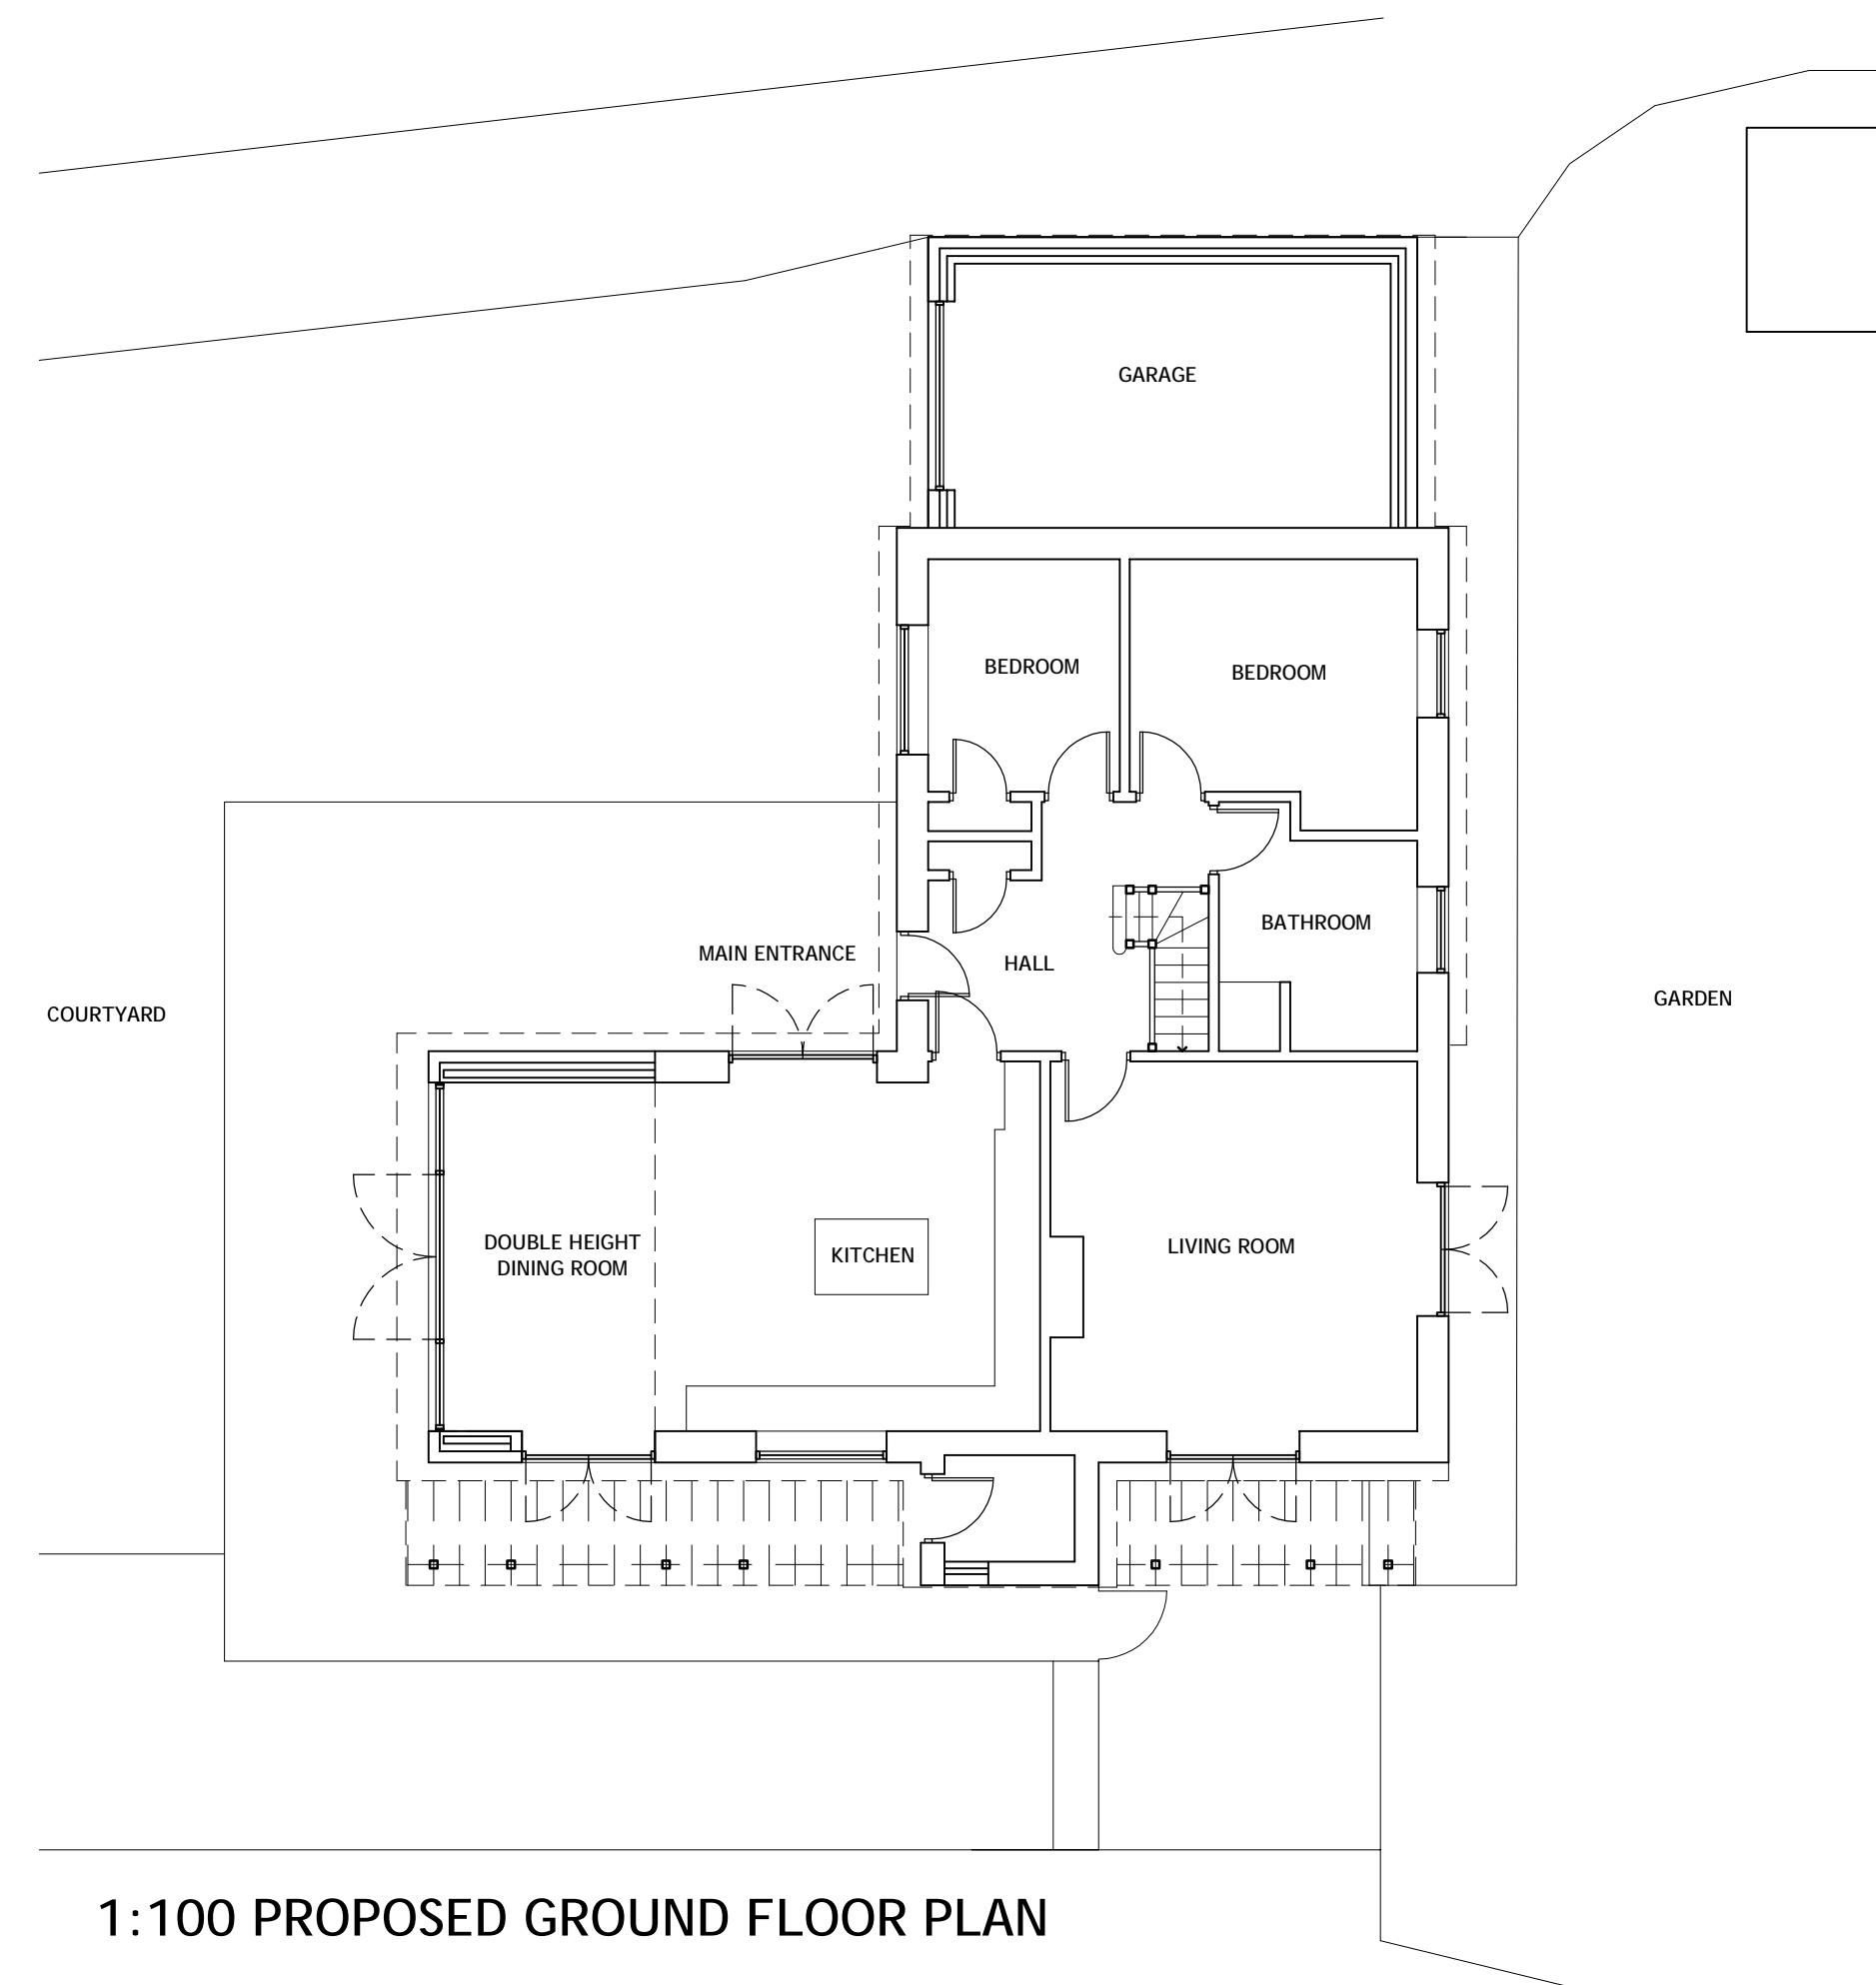 GARAGE
BEDROOM
BEDROOM
BATHROOM
MAIN ENTRANCE
HALL
COURTYARD
GARDEN
DOUBLE HEIGHT
DINING ROOM
KITCHEN
LIVING ROOM
1:100 PROPOSED GROUND FLOOR PLAN